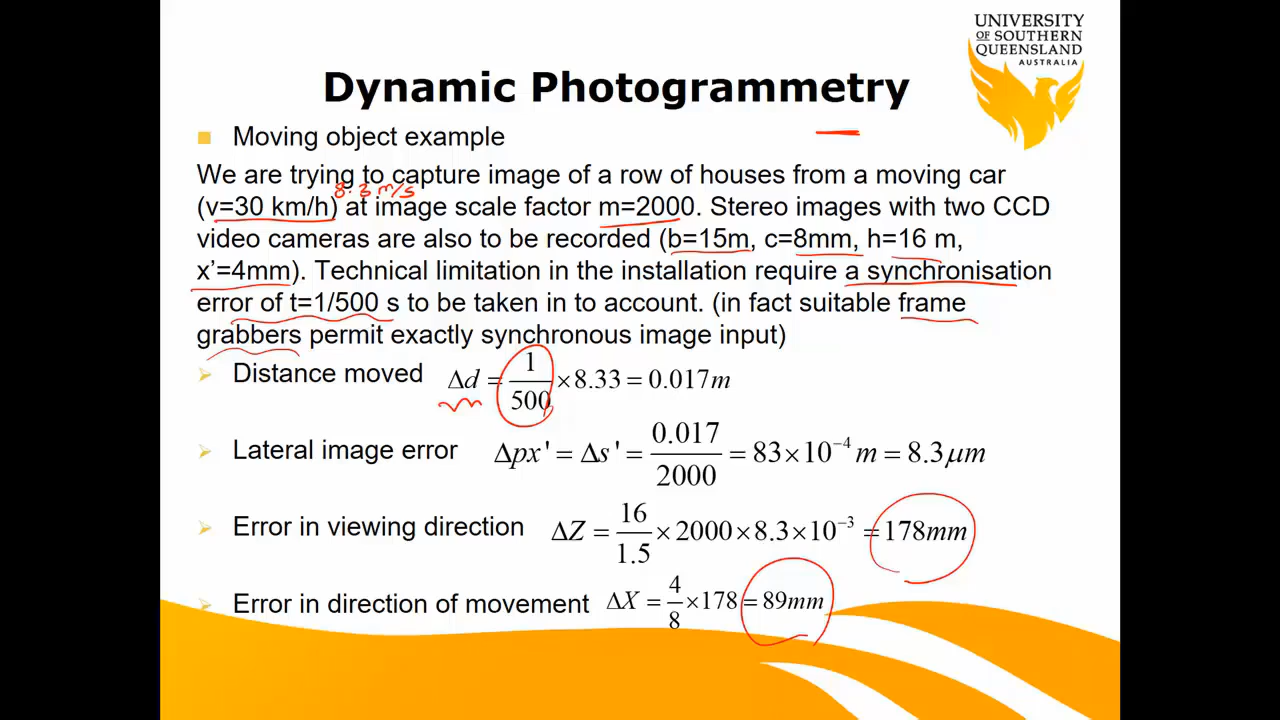 UNIVERSITY
OF SOUTHERN
QUEENSLAND
AUSTRALIA
Dynamic Photogrammetry
Moving object example
We are trying to capture image of a row of houses from a moving car
8.3 m/s
(v=30 km/h) at image scale factor m=2000. Stereo images with two CCD
video cameras are also to be recorded (b=15m, c=8mm, h=16 m,
x'=4mm). Technical limitation in the installation require a synchronisation
error of t=1/500 s to be taken in to account. (in fact suitable frame
grabbers permit exactly synchronous image input)
Distance moved Δd = 1/500 × 8.33 = 0.017m
Lateral image error Δpx' = Δs' = 0.017/2000 = 83×10⁻⁴ m = 8.3μm
Error in viewing direction ΔZ = 16/1.5 × 2000 × 8.3 × 10⁻³ = 178mm
Error in direction of movement ΔX = 4/8 × 178 = 89mm